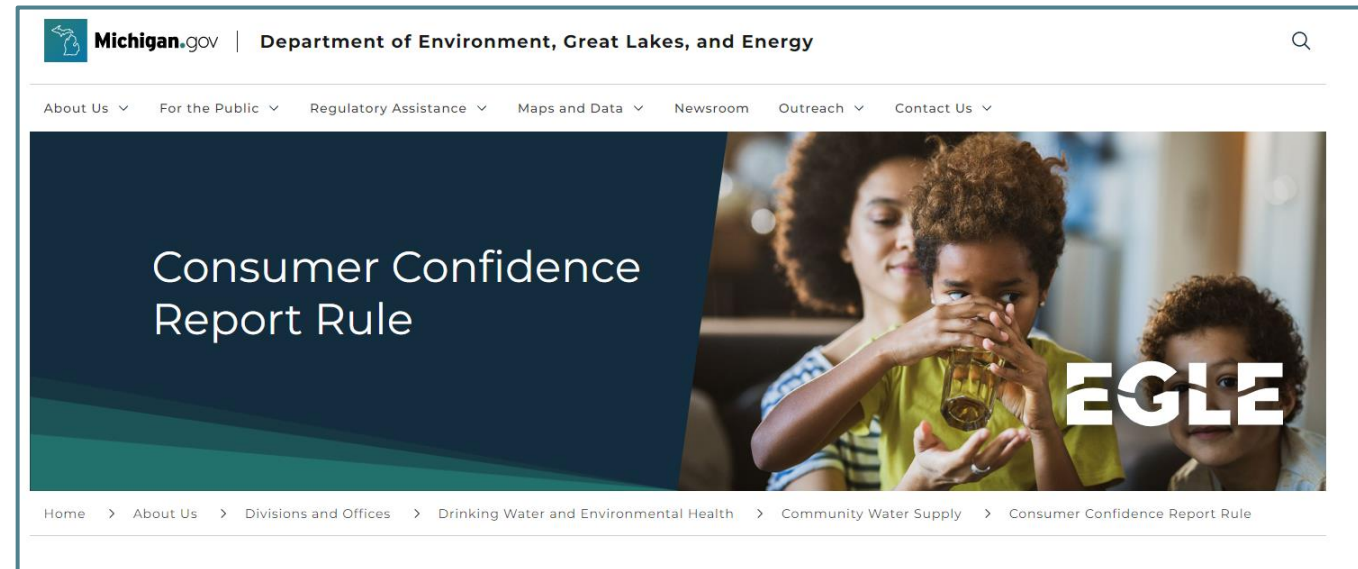 Michigan.gov | Department of Environment, Great Lakes, and Energy
About Us For the Public Regulatory Assistance Maps and Data Newsroom Outreach Contact Us
Consumer Confidence
Report Rule
EGLE
Home > About Us > Divisions and Offices > Drinking Water and Environmental Health > Community Water Supply > Consumer Confidence Report Rule